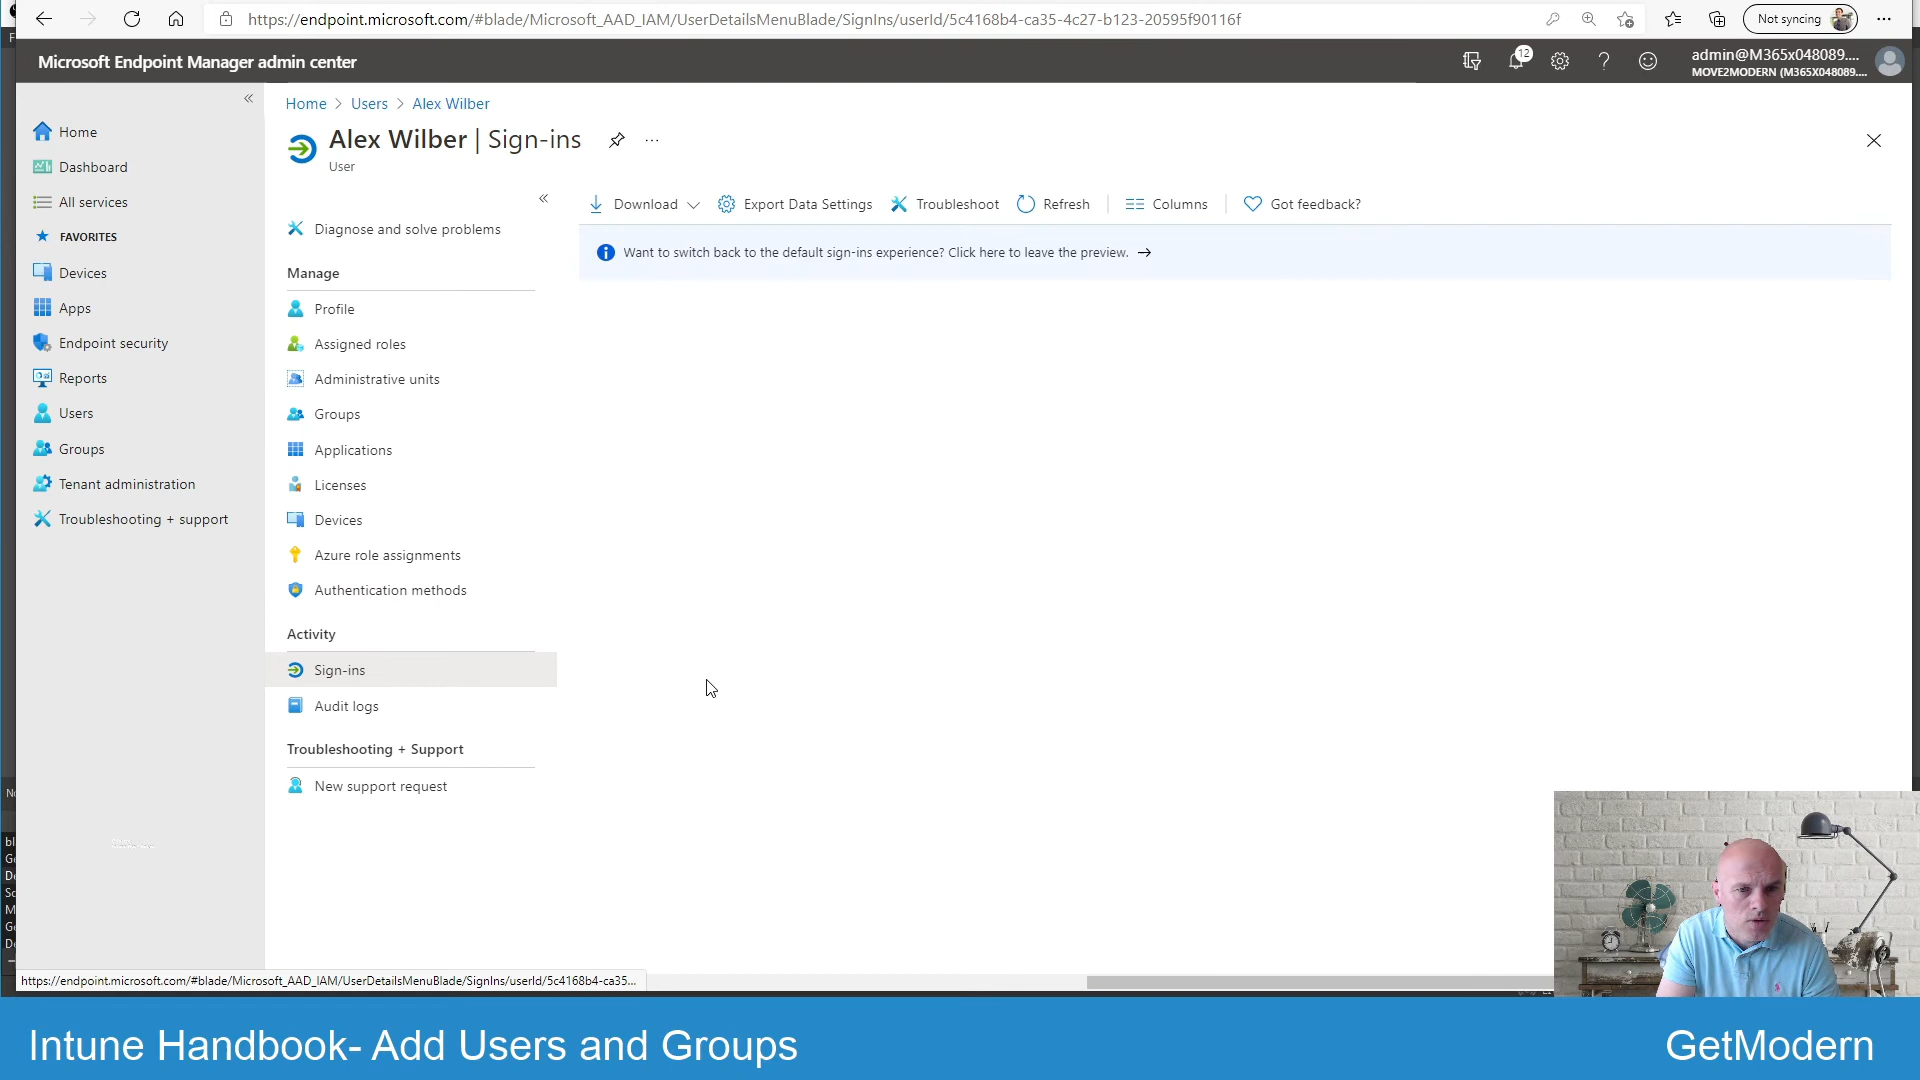 https://endpoint.microsoft.com/#blade/Microsoft_AAD_IAM/UserDetailsMenuBlade/SignIns/userId/5c4168b4-ca35-4c27-b123-20595f90116f
Not syncing
Microsoft Endpoint Manager admin center
12
admin@M365x048089....
MOVE2MODERN (M365X048089....
Home
Dashboard
All services
FAVORITES
Devices
Apps
Endpoint security
Reports
Users
Groups
Tenant administration
Troubleshooting + support
Home > Users > Alex Wilber
Alex Wilber | Sign-ins
User
Diagnose and solve problems
Manage
Profile
Assigned roles
Administrative units
Groups
Applications
Licenses
Devices
Azure role assignments
Authentication methods
Activity
Sign-ins
Audit logs
Troubleshooting + Support
New support request
Download
Export Data Settings
Troubleshoot
Refresh
Columns
Got feedback?
Want to switch back to the default sign-ins experience? Click here to leave the preview. →
https://endpoint.microsoft.com/#blade/Microsoft_AAD_IAM/UserDetailsMenuBlade/SignIns/userId/5c4168b4-ca35...
Intune Handbook- Add Users and Groups
GetModern